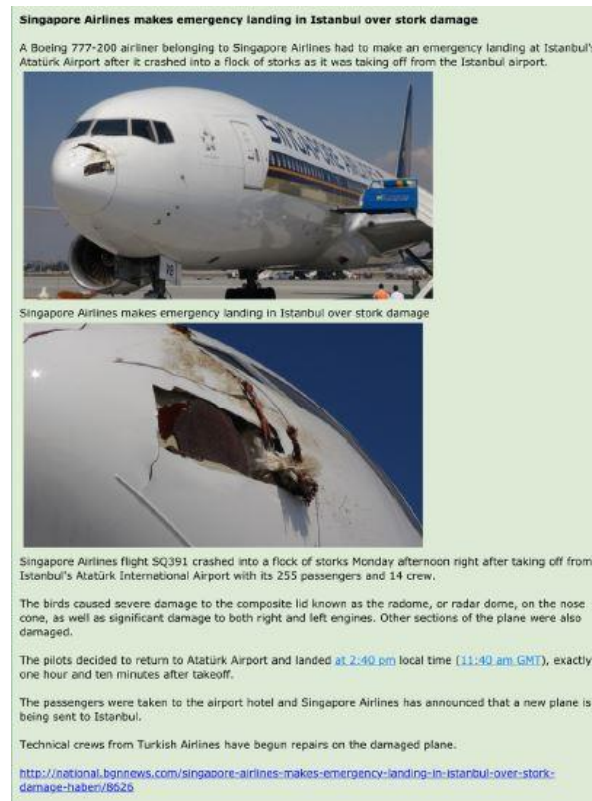 Singapore Airlines makes emergency landing in Istanbul over stork damage
A Boeing 777-200 airliner belonging to Singapore Airlines had to make an emergency landing at Istanbul's
Atatürk Airport after it crashed into a flock of storks as it was taking off from the Istanbul airport.
SINGAPORE AIRLINES
Singapore Airlines makes emergency landing in Istanbul over stork damage
Singapore Airlines flight SQ391 crashed into a flock of storks Monday afternoon right after taking off from
Istanbul's Atatürk International Airport with its 255 passengers and 14 crew.
The birds caused severe damage to the composite lid known as the radome, or radar dome, on the nose
cone, as well as significant damage to both right and left engines. Other sections of the plane were also
damaged.
The pilots decided to return to Atatürk Airport and landed at 2:40 pm local time (11:40 am GMT), exactly
one hour and ten minutes after takeoff.
The passengers were taken to the airport hotel and Singapore Airlines has announced that a new plane is
being sent to Istanbul.
Technical crews from Turkish Airlines have begun repairs on the damaged plane.
http://national.bgnnews.com/singapore-airlines-makes-emergency-landing-in-istanbul-over-stork-
damage-haberi/8626